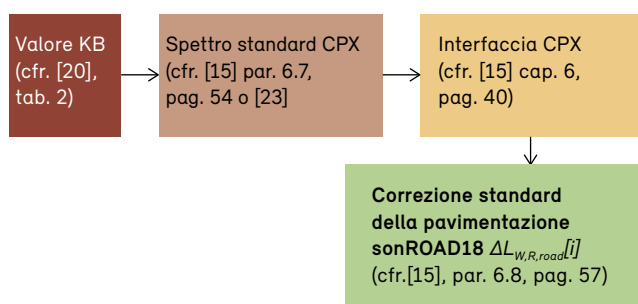 Valore KB
(cfr. [20],
tab. 2)
Spettro standard CPX
(cfr. [15] par. 6.7,
pag. 54 o [23]
Interfaccia CPX
(cfr. [15] cap. 6,
pag. 40)
Correzione standard
della pavimentazione
sonROAD18 ΔL_{W,R,road}[i]
(cfr.[15], par. 6.8, pag. 57)